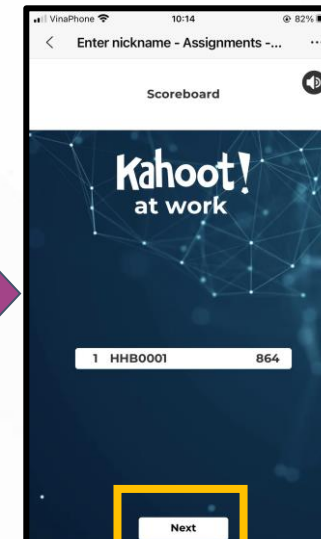 VinaPhone 10:14 82%
Enter nickname - Assignments -...
Scoreboard
Kahoot!
at work
1 HHB0001 864
Next